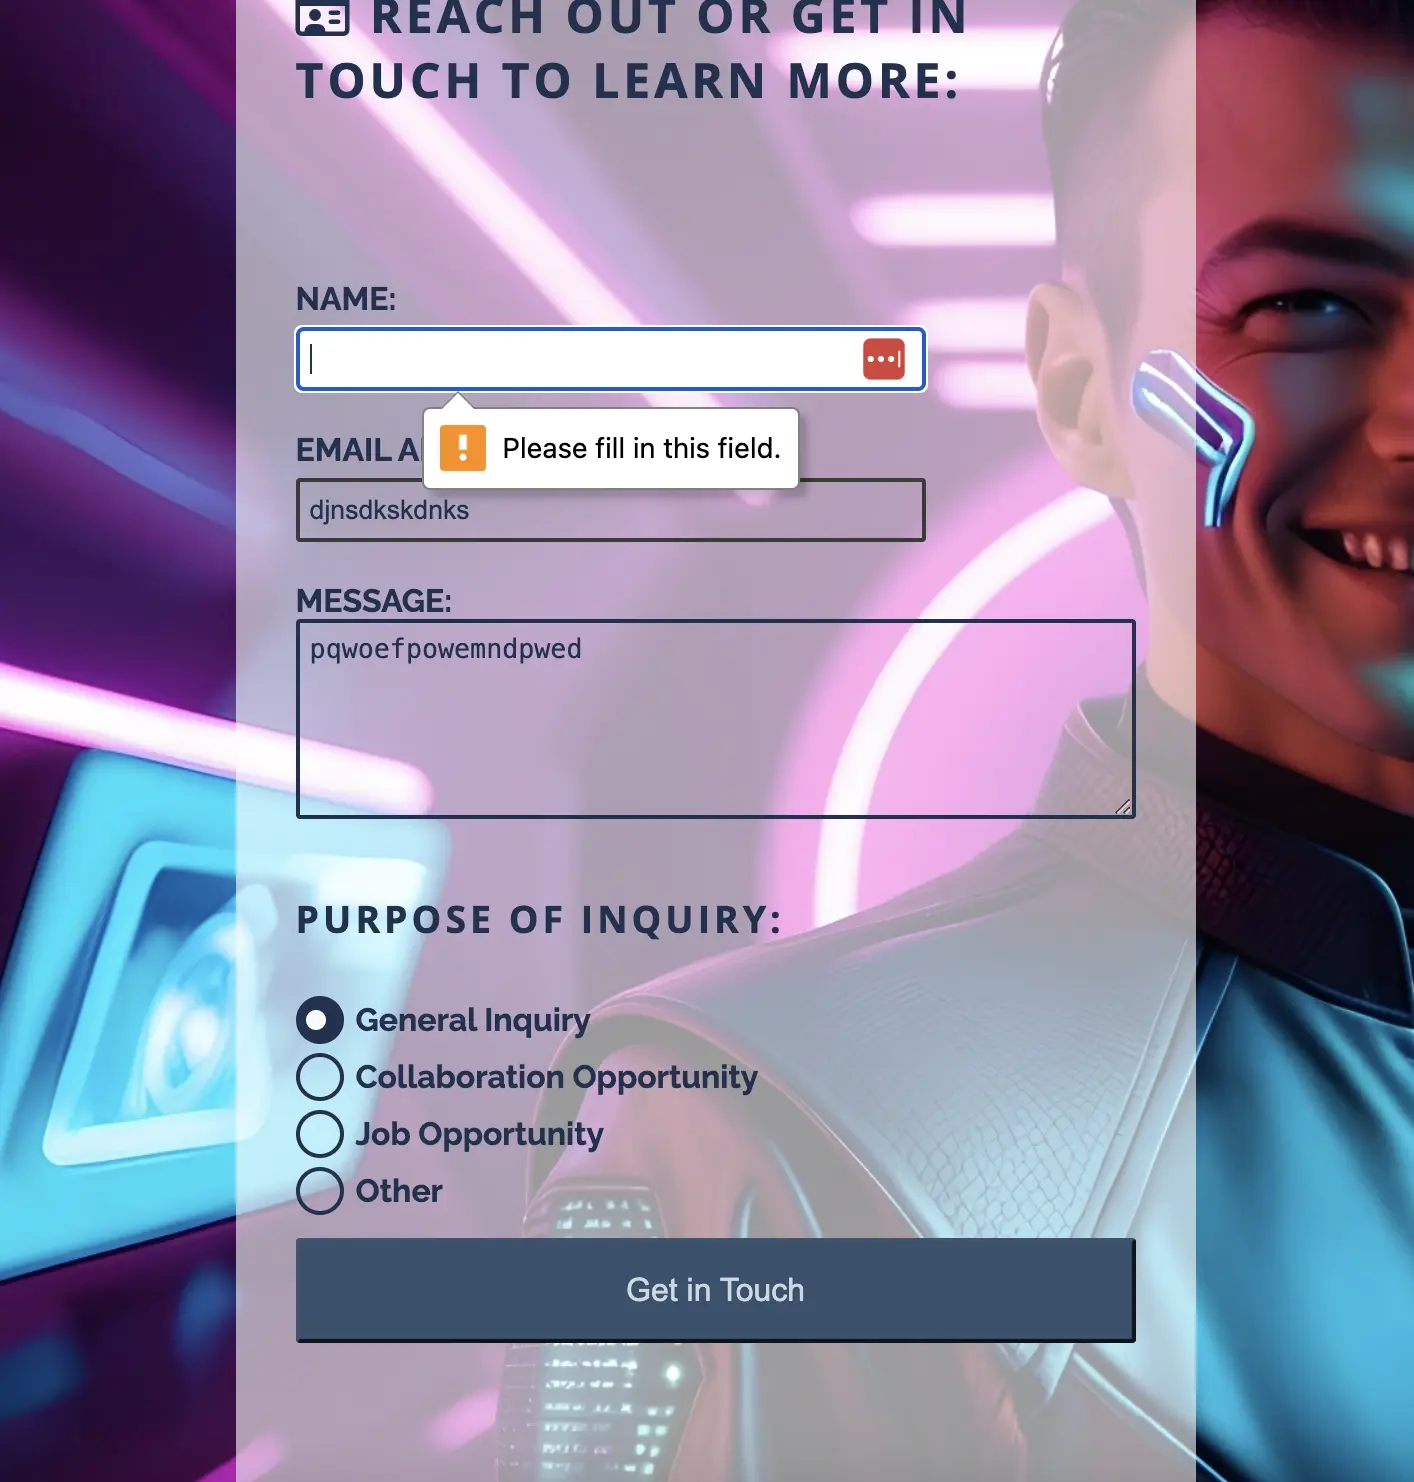 REACH OUT OR GET IN
TOUCH TO LEARN MORE:
NAME:
Please fill in this field.
EMAIL
djnsdkskdnks
MESSAGE:
pqwoefpowemndpwed
PURPOSE OF INQUIRY:
General Inquiry
Collaboration Opportunity
Job Opportunity
Other
Get in Touch